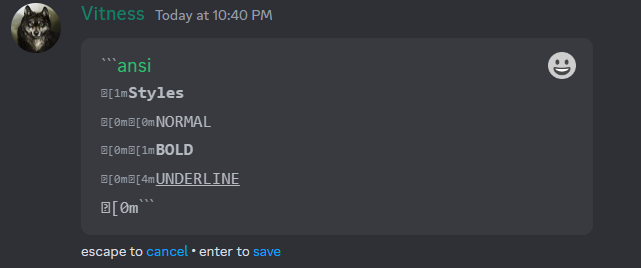 Vitness Today at 10:40 PM
```ansi
␛[1mStyles
␛[0m␛[0mNORMAL
␛[0m␛[1mBOLD
␛[0m␛[4mUNDERLINE
␛[0m```
escape to cancel • enter to save